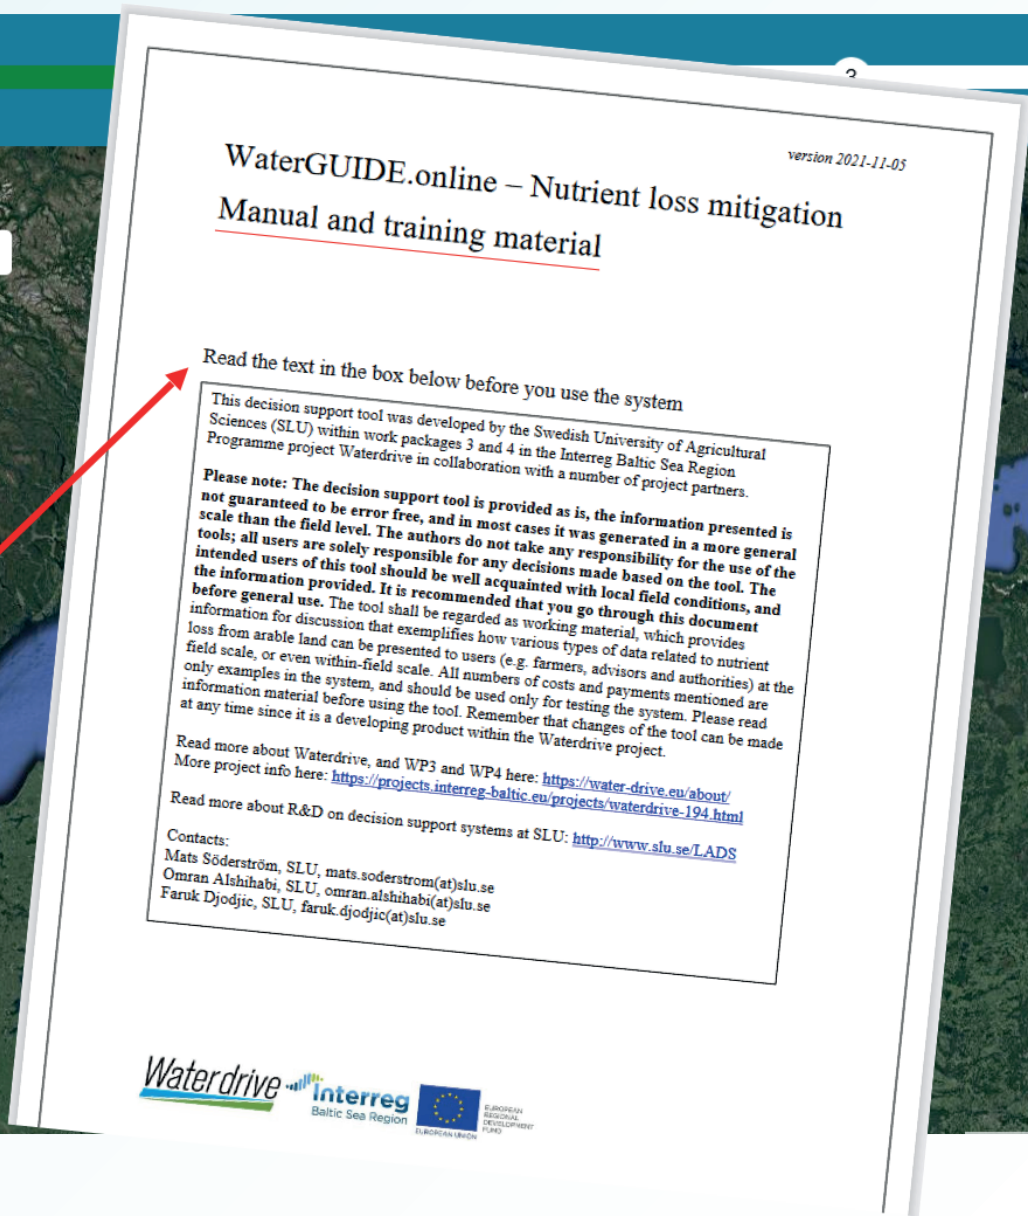 3
version 2021-11-05
WaterGUIDE.online – Nutrient loss mitigation
Manual and training material
Read the text in the box below before you use the system
This decision support tool was developed by the Swedish University of Agricultural
Sciences (SLU) within work packages 3 and 4 in the Interreg Baltic Sea Region
Programme project Waterdrive in collaboration with a number of project partners.
Please note: The decision support tool is provided as is, the information presented is
not guaranteed to be error free, and in most cases it was generated in a more general
scale than the field level. The authors do not take any responsibility for the use of the
tools; all users are solely responsible for any decisions made based on the tool. The
intended users of this tool should be well acquainted with local field conditions, and
the information provided. It is recommended that you go through this document
before general use. The tool shall be regarded as working material, which provides
information for discussion that exemplifies how various types of data related to nutrient
loss from arable land can be presented to users (e.g. farmers, advisors and authorities) at the
field scale, or even within-field scale. All numbers of costs and payments mentioned are
only examples in the system, and should be used only for testing the system. Please read
information material before using the tool. Remember that changes of the tool can be made
at any time since it is a developing product within the Waterdrive project.
Read more about Waterdrive, and WP3 and WP4 here: https://water-drive.eu/about/
More project info here: https://projects.interreg-baltic.eu/projects/waterdrive-194.html
Read more about R&D on decision support systems at SLU: http://www.slu.se/LADS
Contacts:
Mats Söderström, SLU, mats.soderstrom(at)slu.se
Omran Alshihabi, SLU, omran.alshihabi(at)slu.se
Faruk Djodjic, SLU, faruk.djodjic(at)slu.se
Waterdrive
Interreg
Baltic Sea Region
EUROPEAN UNION
EUROPEAN
REGIONAL
DEVELOPMENT
FUND